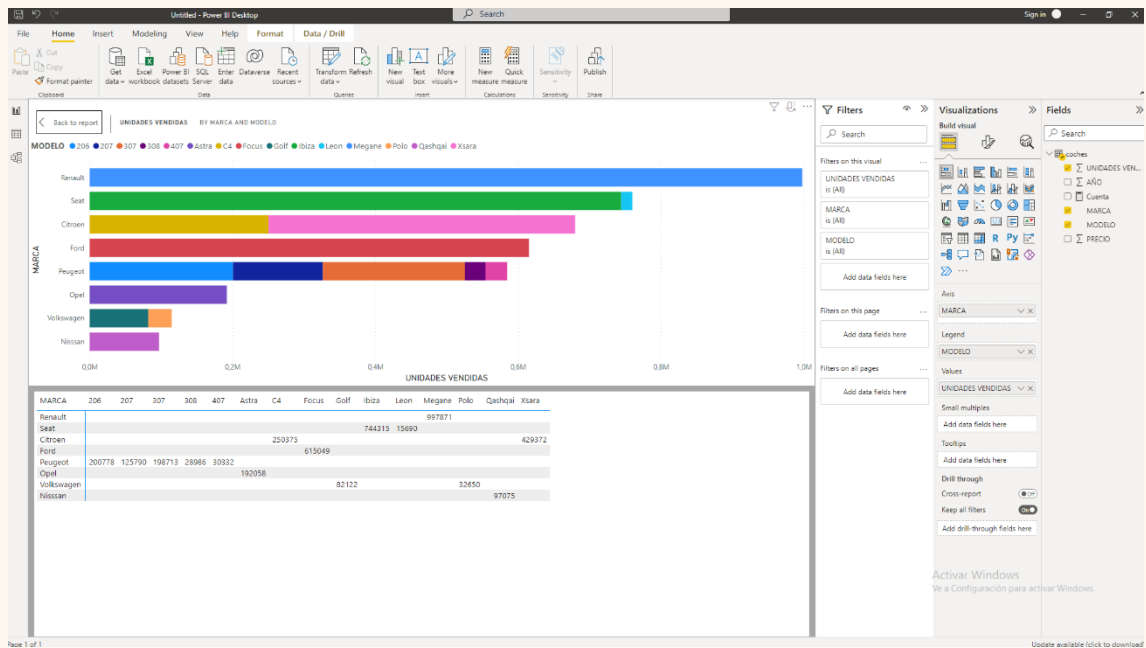 Untitled - Power BI Desktop
Search
Sign in
File Home Insert Modeling View Help Format Data / Drill
Paste
Cut
Copy
Format painter
Get data
Excel workbook
Power BI datasets
SQL Server
Enter data
Dataverse
Recent sources
Transform data
Refresh
New visual
Text box
More visuals
New measure
Quick measure
Sensitivity
Publish
Clipboard Data Queries Insert Calculations Sensitivity Share
Back to report UNIDADES VENDIDAS BY MARCA AND MODELO
MODELO 206 207 307 308 407 Astra C4 Focus Golf Ibiza Leon Megane Polo Qashqai Xsara
MARCA
Renault
Seat
Citroen
Ford
Peugeot
Opel
Volkswagen
Nisssan
0,0M 0,2M 0,4M 0,6M 0,8M 1,0M
UNIDADES VENDIDAS
MARCA 206 207 307 308 407 Astra C4 Focus Golf Ibiza Leon Megane Polo Qashqai Xsara
Renault 997871
Seat 744315 15690
Citroen 250375 429372
Ford 615049
Peugeot 200778 125790 198713 28986 30332
Opel 192058
Volkswagen 82122 32650
Nisssan 97075
Filters
Search
Filters on this visual
UNIDADES VENDIDAS
is (All)
MARCA
is (All)
MODELO
is (All)
Add data fields here
Filters on this page
Add data fields here
Filters on all pages
Add data fields here
Visualizations
Build visual
R Py
Axis
MARCA
Legend
MODELO
Values
UNIDADES VENDIDAS
Small multiples
Add data fields here
Tooltips
Add data fields here
Drill through
Cross-report Off
Keep all filters On
Add drill-through fields here
Fields
Search
coches
UNIDADES VEN...
AÑO
Cuenta
MARCA
MODELO
PRECIO
Activar Windows
Ve a Configuración para activar Windows.
Page 1 of 1
Update available (click to download)